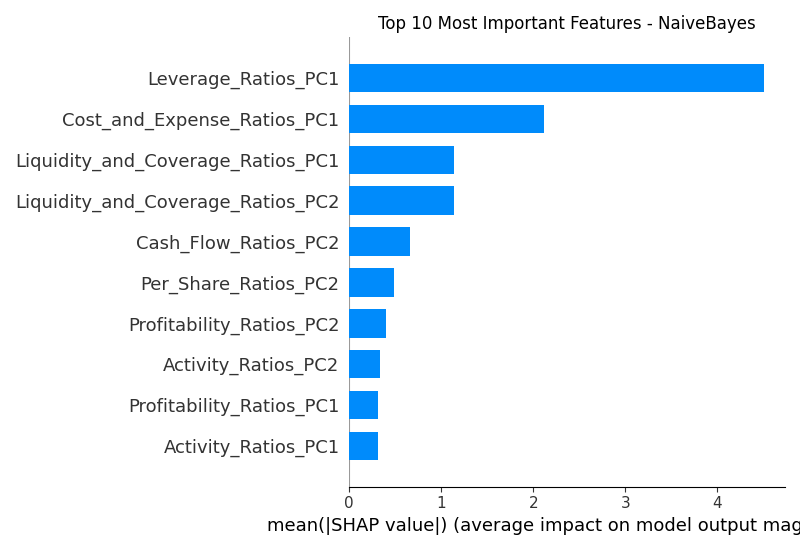 Top 10 Most Important Features - NaiveBayes
Leverage_Ratios_PC1
Cost_and_Expense_Ratios_PC1
Liquidity_and_Coverage_Ratios_PC1
Liquidity_and_Coverage_Ratios_PC2
Cash_Flow_Ratios_PC2
Per_Share_Ratios_PC2
Profitability_Ratios_PC2
Activity_Ratios_PC2
Profitability_Ratios_PC1
Activity_Ratios_PC1
0 1 2 3 4
mean(|SHAP value|) (average impact on model output mag